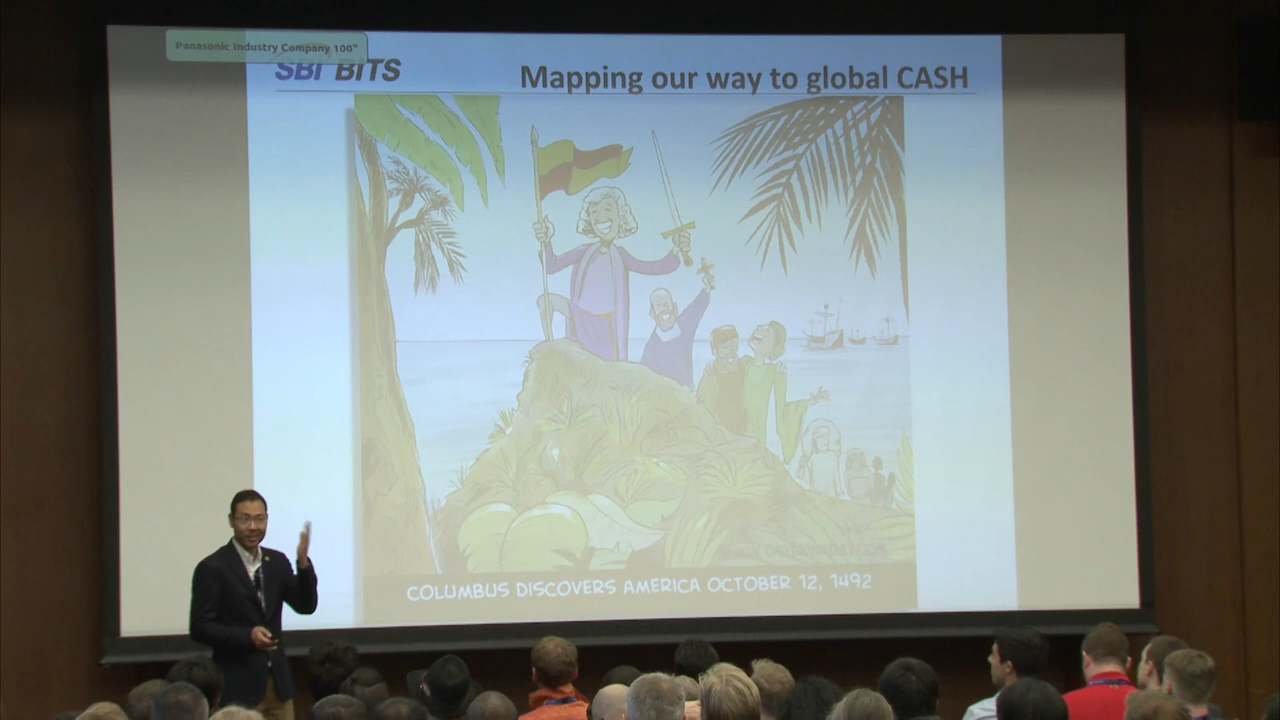 Panasonic Industry Company 100"
SBI BITS
Mapping our way to global CASH
COLUMBUS DISCOVERS AMERICA OCTOBER 12, 1492